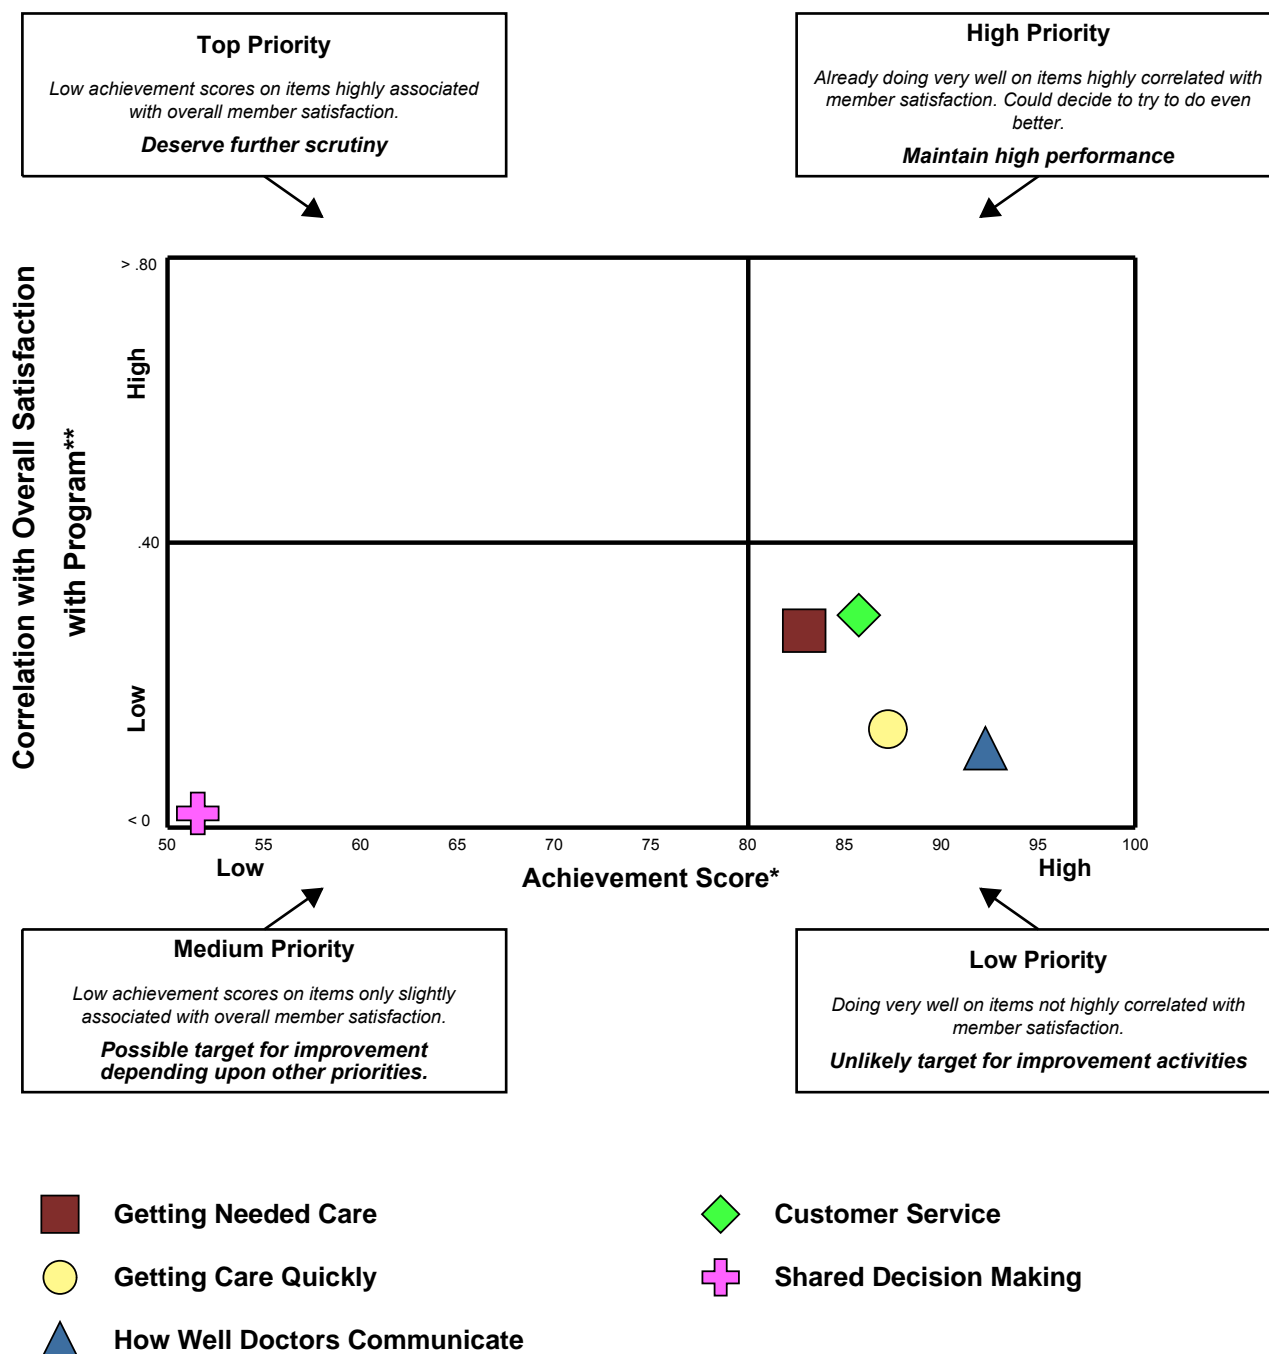 Top Priority
Low achievement scores on items highly associated
with overall member satisfaction.
Deserve further scrutiny
High Priority
Already doing very well on items highly correlated with
member satisfaction. Could decide to try to do even
better.
Maintain high performance
Correlation with Overall Satisfaction
with Program**
> .80
High
.40
Low
< 0
50 55 60 65 70 75 80 85 90 95 100
Low
High
Achievement Score*
Medium Priority
Low achievement scores on items only slightly
associated with overall member satisfaction.
Possible target for improvement
depending upon other priorities.
Low Priority
Doing very well on items not highly correlated with
member satisfaction.
Unlikely target for improvement activities
Getting Needed Care
Customer Service
Getting Care Quickly
Shared Decision Making
How Well Doctors Communicate